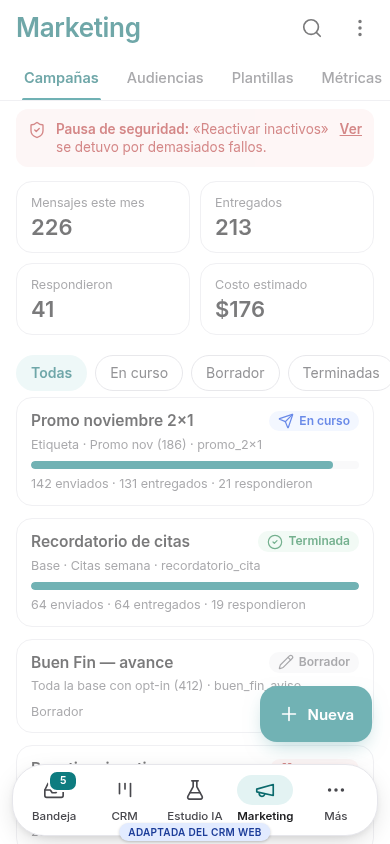 Marketing
Campañas Audiencias Plantillas Métricas
Pausa de seguridad: «Reactivar inactivos» Ver
se detuvo por demasiados fallos.
Mensajes este mes
226
Entregados
213
Respondieron
41
Costo estimado
$176
Todas En curso Borrador Terminadas
Promo noviembre 2×1 En curso
Etiqueta · Promo nov (186) · promo_2×1
142 enviados · 131 entregados · 21 respondieron
Recordatorio de citas Terminada
Base · Citas semana · recordatorio_cita
64 enviados · 64 entregados · 19 respondieron
Buen Fin — avance Borrador
Toda la base con opt-in (412) · buen_fin_aviso
Borrador
Nueva
5
Bandeja CRM Estudio IA Marketing Más
ADAPTADA DEL CRM WEB